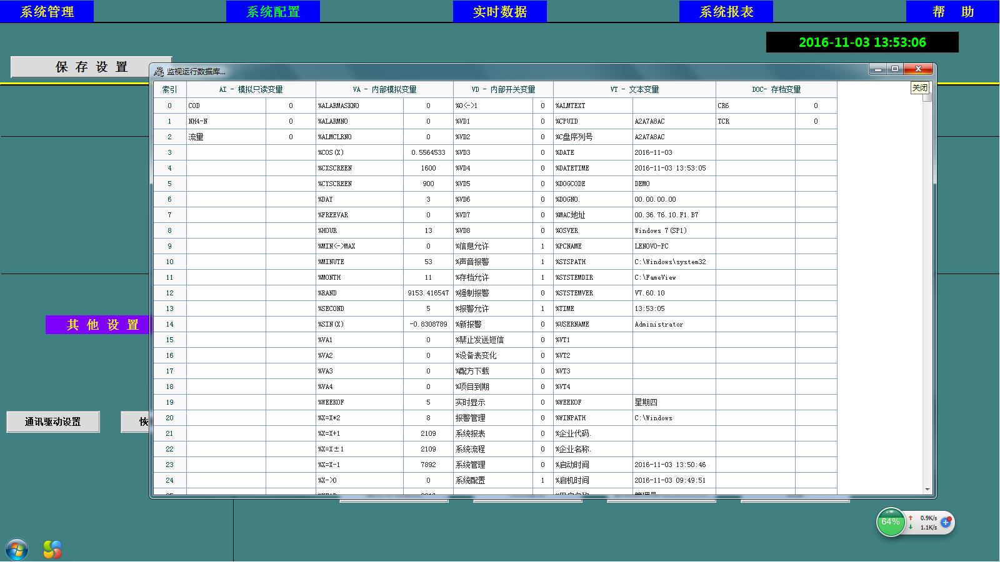 系统管理 系统配置 实时数据 系统报表 帮 助
2016-11-03 13:53:06
保 存 设 置
监视运行数据库...
关闭
索引 AI - 模拟只读变量 VA - 内部模拟变量 VD - 内部开关变量 VT - 文本变量 DOC- 存档变量
0 COD 0 %ALARMASKNO 0 %0<->1 0 %ALMTEXT CR6 0
1 NH4-N 0 %ALARMNO 0 %VD1 0 %CPUID A2A7A8AC TCR 0
2 流量 0 %ALMCLRNO 0 %VD2 0 %C盘序列号 A2A7A8AC
3 %COS(X) 0.5564533 %VD3 0 %DATE 2016-11-03
4 %CXSCREEN 1600 %VD4 0 %DATETIME 2016-11-03 13:53:05
5 %CYSCREEN 900 %VD5 0 %DOGCODE DEMO
6 %DAY 3 %VD6 0 %DOGNO. 00.00.00.00
7 %FREEVAR 0 %VD7 0 %MAC地址 00.36.76.10.F1.B7
8 %HOUR 13 %VD8 0 %OSVER Windows 7(SP1)
9 %MIN<->MAX 0 %信息允许 1 %PCNAME LENOVO-PC
10 %MINUTE 53 %声音报警 1 %SYSPATH C:\Windows\system32
11 %MONTH 11 %存档允许 1 %SYSTEMDIR C:\FameView
12 %RAND 9153.416547 %强制报警 0 %SYSTEMVER V7.60.10
13 %SECOND 5 %报警允许 1 %TIME 13:53:05
14 %SIN(X) -0.8308789 %新报警 0 %USERNAME Administrator
15 %VA1 0 %禁止发送短信 0 %VT1
16 %VA2 0 %设备表变化 0 %VT2
17 %VA3 0 %配方下载 0 %VT3
18 %VA4 0 %项目到期 0 %VT4
19 %WEEKOF 5 实时显示 0 %WEEKOF 星期四
20 %X=X*2 8 报警管理 0 %WINPATH C:\Windows
21 %X=X+1 2109 系统报表 0 %企业代码.
22 %X=X±1 2109 系统流程 0 %企业名称.
23 %X=X-1 7892 系统管理 0 %启动时间 2016-11-03 13:50:46
24 %X->0 0 系统配置 1 %启机时间 2016-11-03 09:49:51
其 他 设 置
通讯驱动设置 恢
64% 0.9K/s
1.1K/s